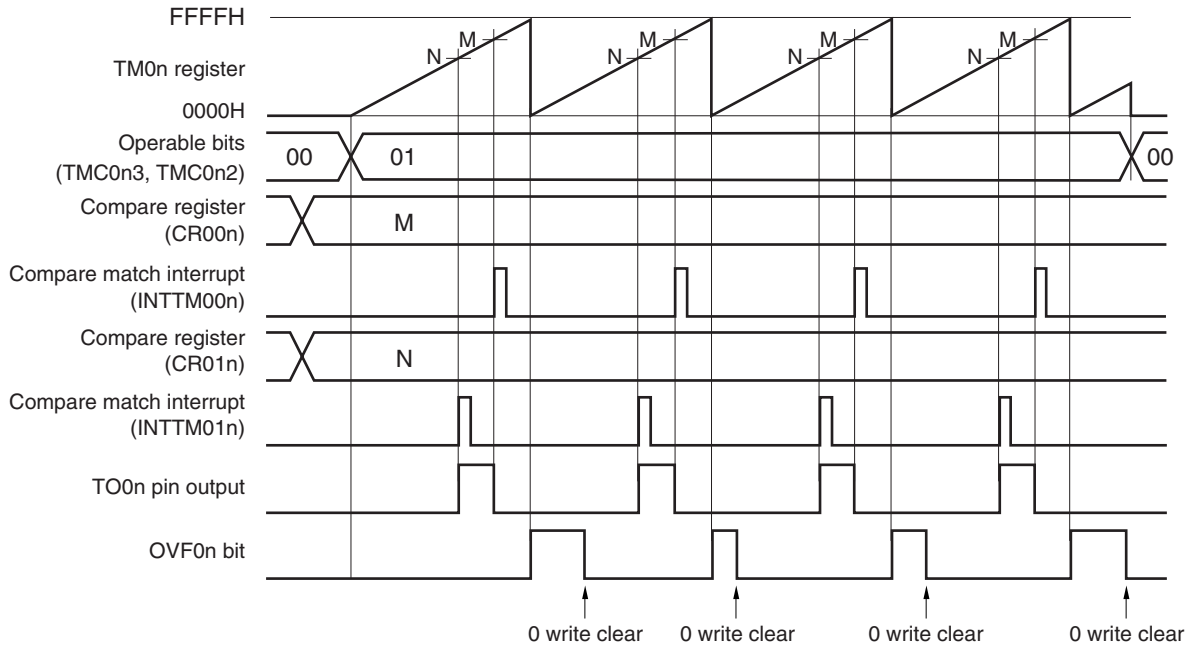 FFFFH
M M M M
N N N N
TM0n register
0000H
Operable bits
(TMC0n3, TMC0n2)
00 01 00
Compare register
(CR00n)
M
Compare match interrupt
(INTTM00n)
Compare register
(CR01n)
N
Compare match interrupt
(INTTM01n)
TO0n pin output
OVF0n bit
0 write clear 0 write clear 0 write clear 0 write clear